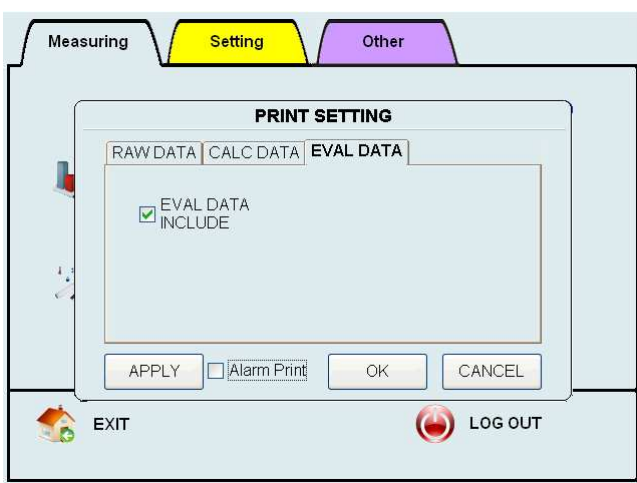 Measuring
Setting
Other
PRINT SETTING
RAW DATA
CALC DATA
EVAL DATA
EVAL DATA
INCLUDE
APPLY
Alarm Print
OK
CANCEL
EXIT
LOG OUT